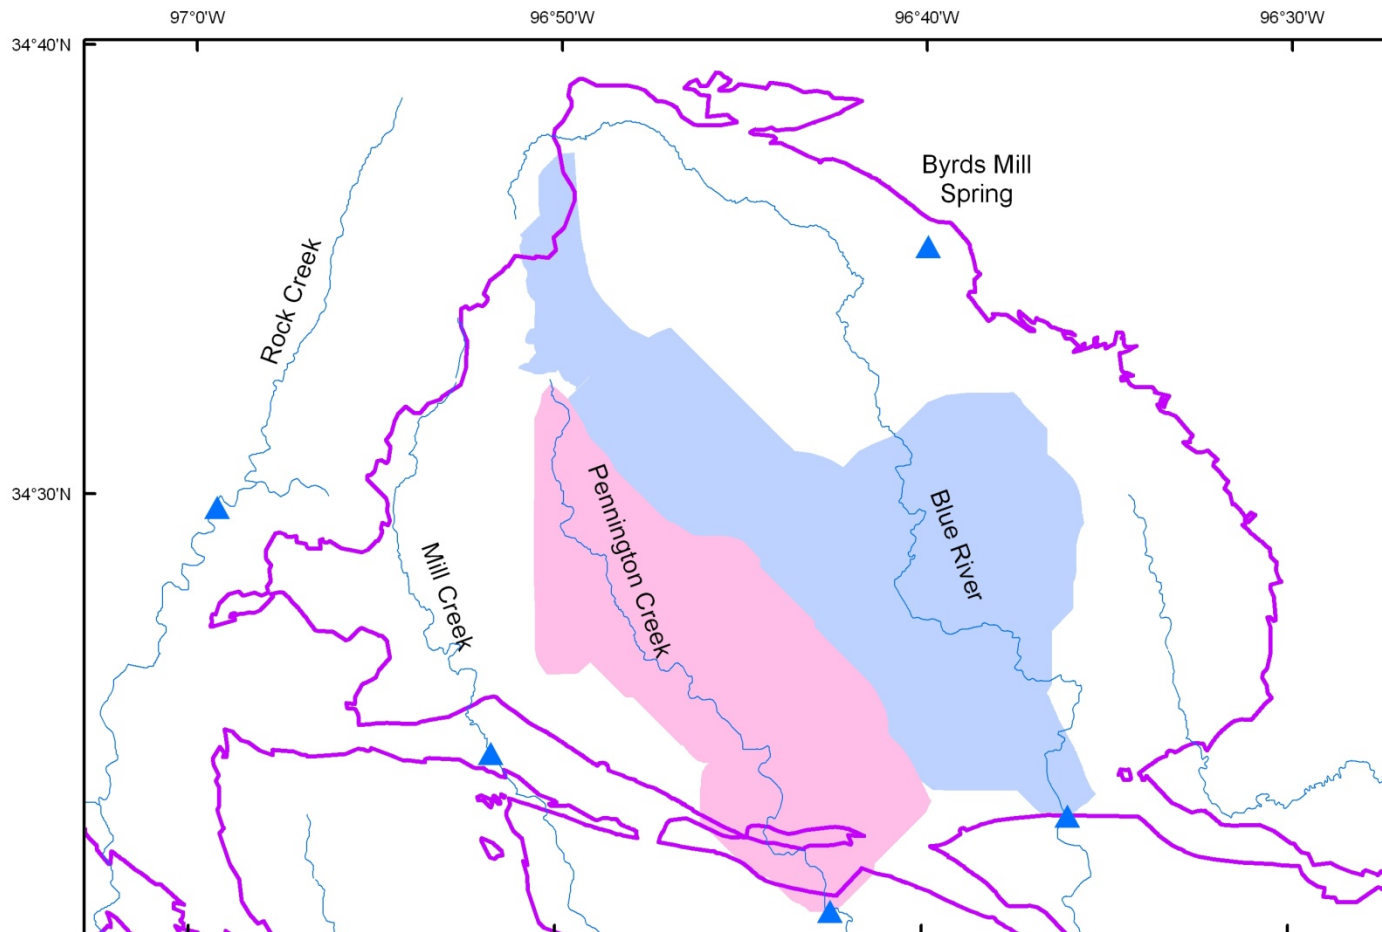 97°0'W
96°50'W
96°40'W
96°30'W
34°40'N
Byrds Mill
Spring
Rock Creek
34°30'N
Pennington Creek
Blue River
Mill Creek